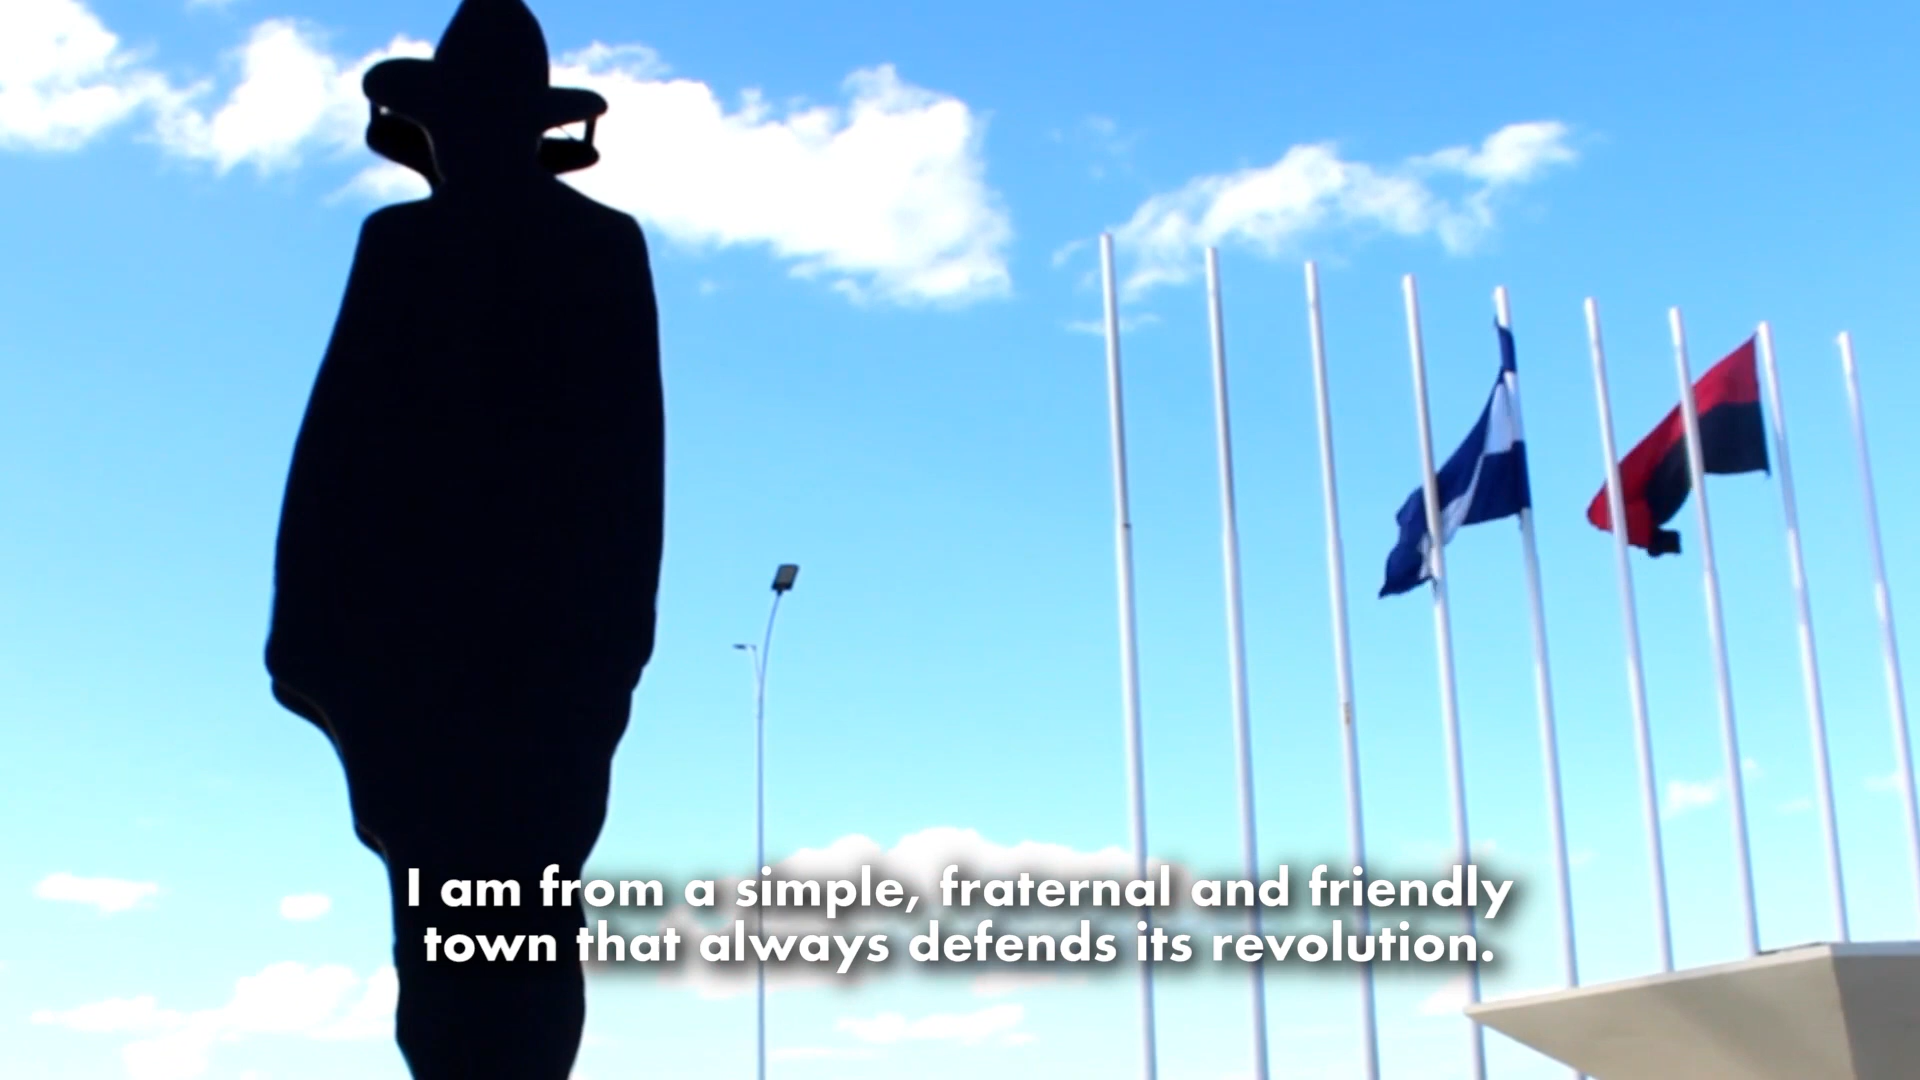 I am from a simple, fraternal and friendly
town that always defends its revolution.